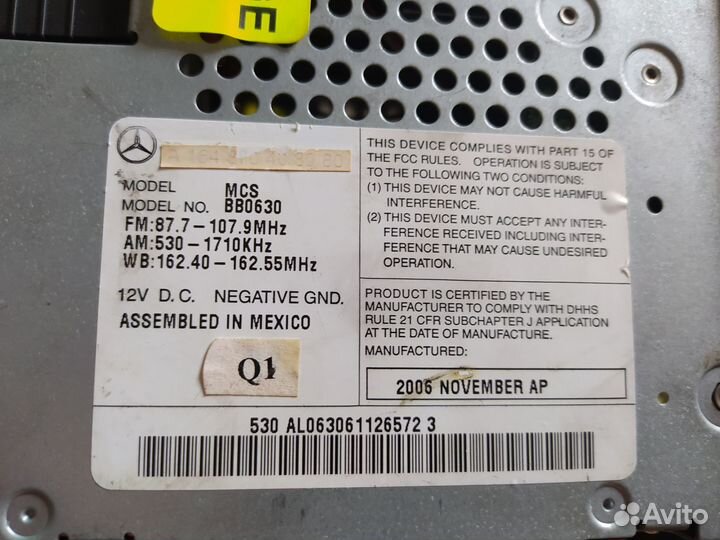 GE
A 164
MODEL MCS
MODEL NO. BB0630
FM:87.7-107.9MHz
AM:530-1710KHz
WB:162.40-162.55MHz
12V D.C. NEGATIVE GND.
ASSEMBLED IN MEXICO
Q1
THIS DEVICE COMPLIES WITH PART 15 OF
THE FCC RULES. OPERATION IS SUBJECT
TO THE FOLLOWING TWO CONDITIONS:
(1) THIS DEVICE MAY NOT CAUSE HARMFUL
INTERFERENCE.
(2) THIS DEVICE MUST ACCEPT ANY INTER-
FERENCE RECEIVED INCLUDING INTER-
FERENCE THAT MAY CAUSE UNDESIRED
OPERATION.
PRODUCT IS CERTIFIED BY THE
MANUFACTURER TO COMPLY WITH DHHS
RULE 21 CFR SUBCHAPTER J APPLICATION
AT THE DATE OF MANUFACTURE.
MANUFACTURED:
2006 NOVEMBER AP
530 AL063061126572 3
Avito